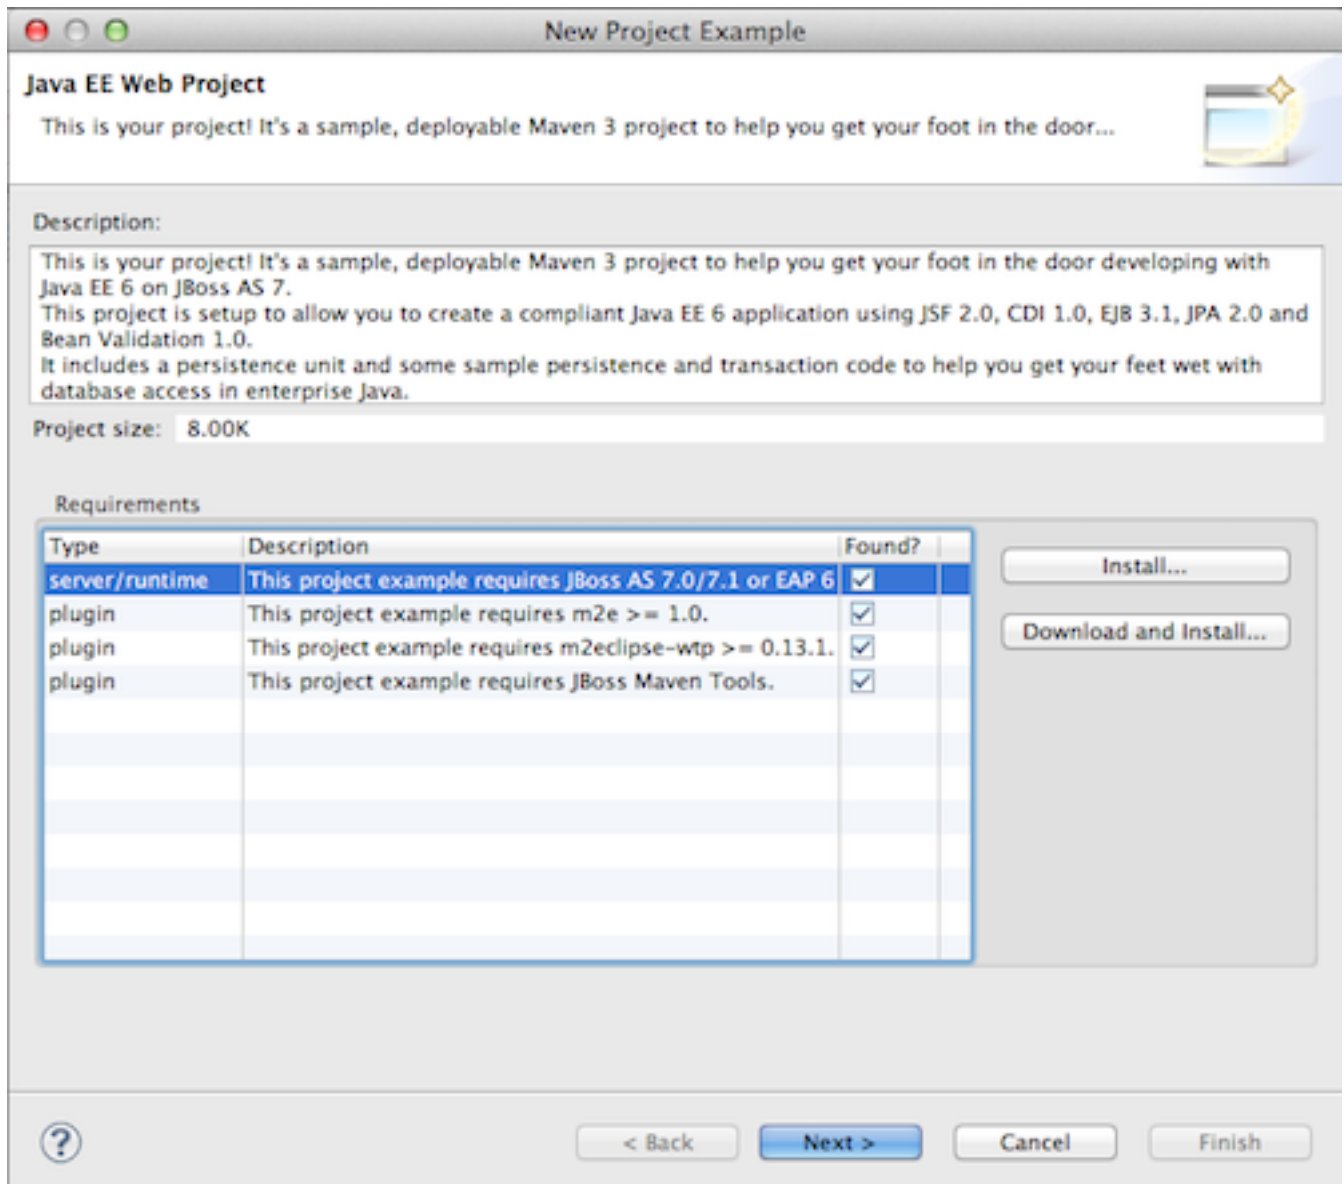 New Project Example
Java EE Web Project
This is your project! It's a sample, deployable Maven 3 project to help you get your foot in the door...
Description:
This is your project! It's a sample, deployable Maven 3 project to help you get your foot in the door developing with
Java EE 6 on JBoss AS 7.
This project is setup to allow you to create a compliant Java EE 6 application using JSF 2.0, CDI 1.0, EJB 3.1, JPA 2.0 and
Bean Validation 1.0.
It includes a persistence unit and some sample persistence and transaction code to help you get your feet wet with
database access in enterprise Java.
Project size: 8.00K
Requirements
Type Description Found?
server/runtime This project example requires JBoss AS 7.0/7.1 or EAP 6
plugin This project example requires m2e >= 1.0.
plugin This project example requires m2eclipse-wtp >= 0.13.1.
plugin This project example requires JBoss Maven Tools.
Install...
Download and Install...
? < Back Next > Cancel Finish